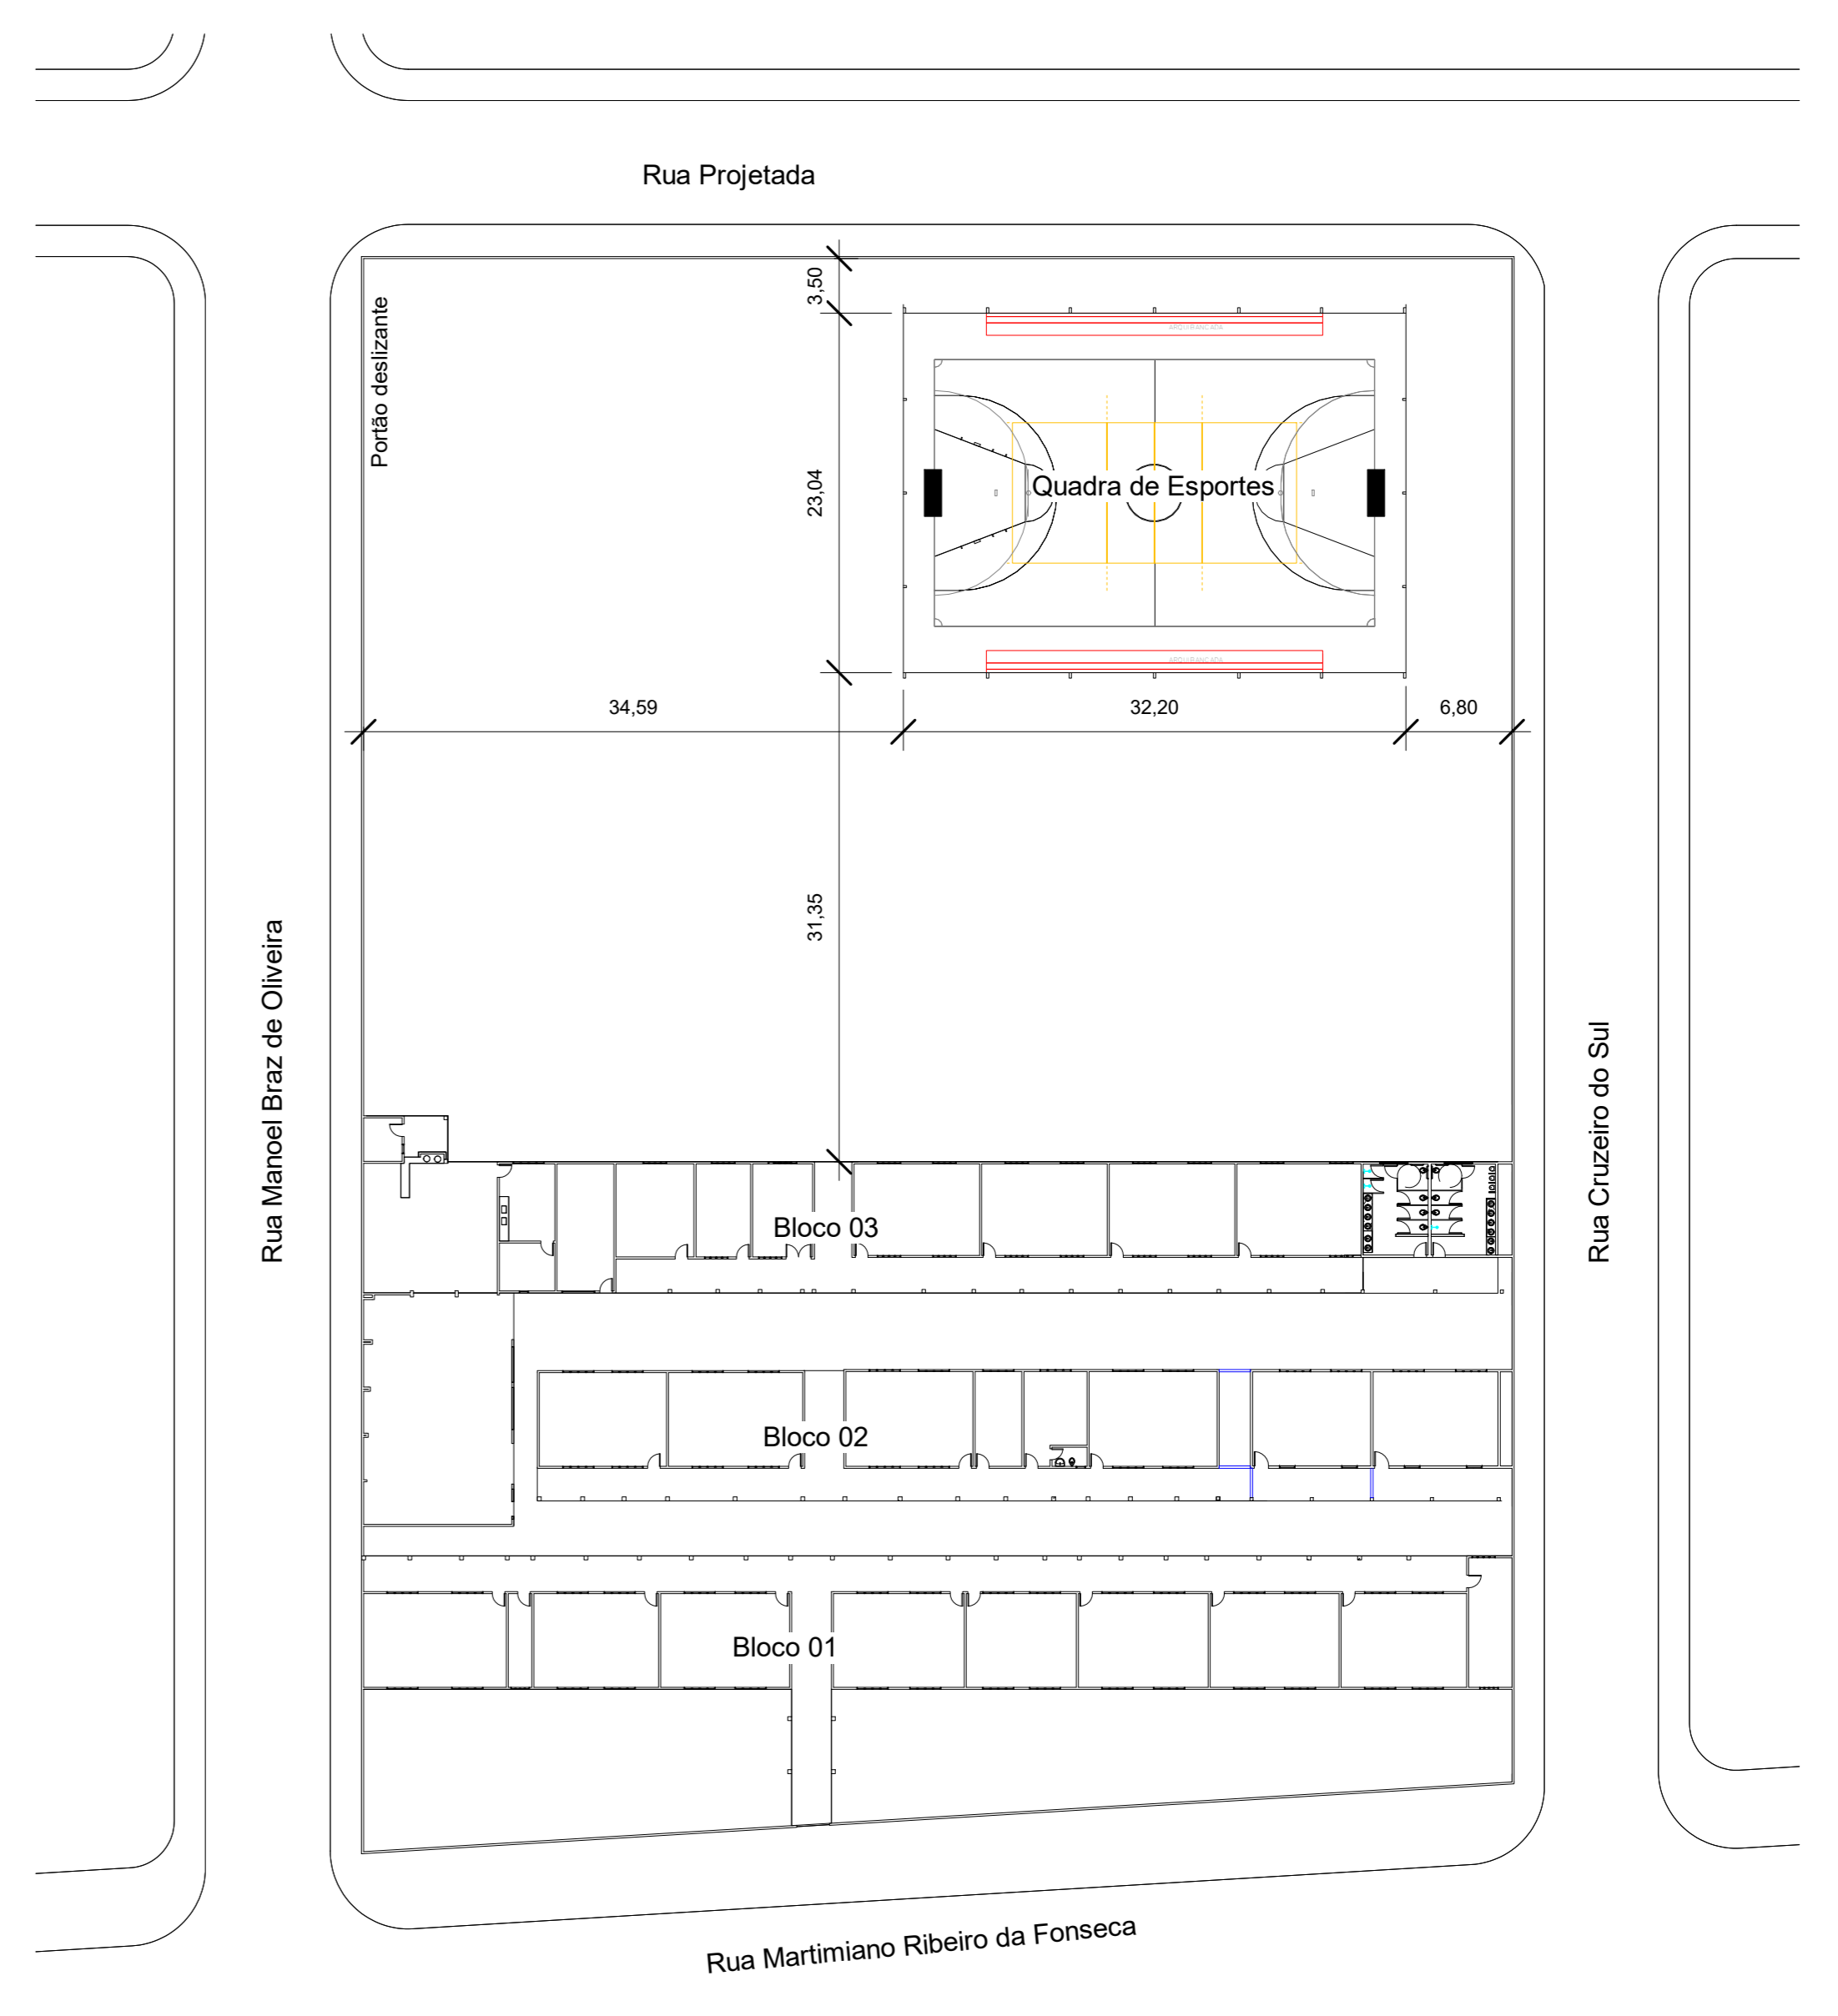 Rua Projetada
3,50
Portão deslizante
ARQUIBANCADA
23,04
Quadra de Esportes
ARQUIBANCADA
34,59
32,20
6,80
31,35
Rua Manoel Braz de Oliveira
Rua Cruzeiro do Sul
Bloco 03
Bloco 02
Bloco 01
Rua Martimiano Ribeiro da Fonseca